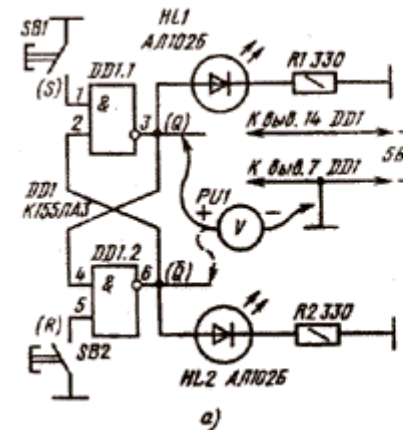 SB1
HL1
АЛ102Б
R1 330
DD1.1
(S)
1
&
2
3
(Q)
К выв. 14 DD1
5В
К выв. 7 DD1
DD1
К155ЛА3
PU1
+
−
V
DD1.2
4
&
6
(Q̄)
5
(R)
SB2
R2 330
HL2 АЛ102Б
а)